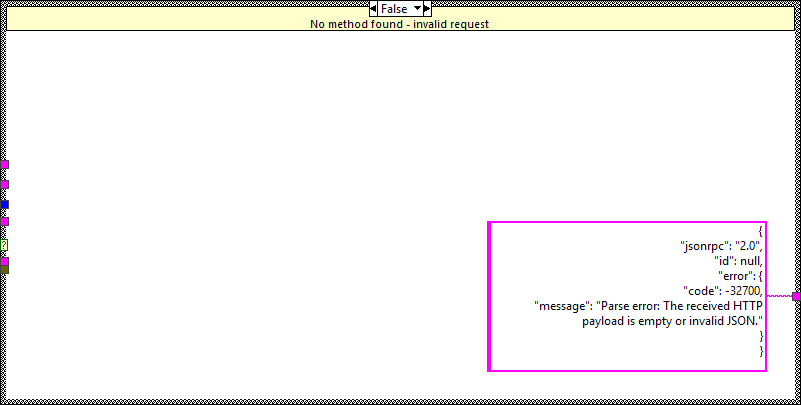 False
No method found - invalid request
?
{
"jsonrpc": "2.0",
"id": null,
"error": {
"code": -32700,
"message": "Parse error: The received HTTP
payload is empty or invalid JSON."
}
}